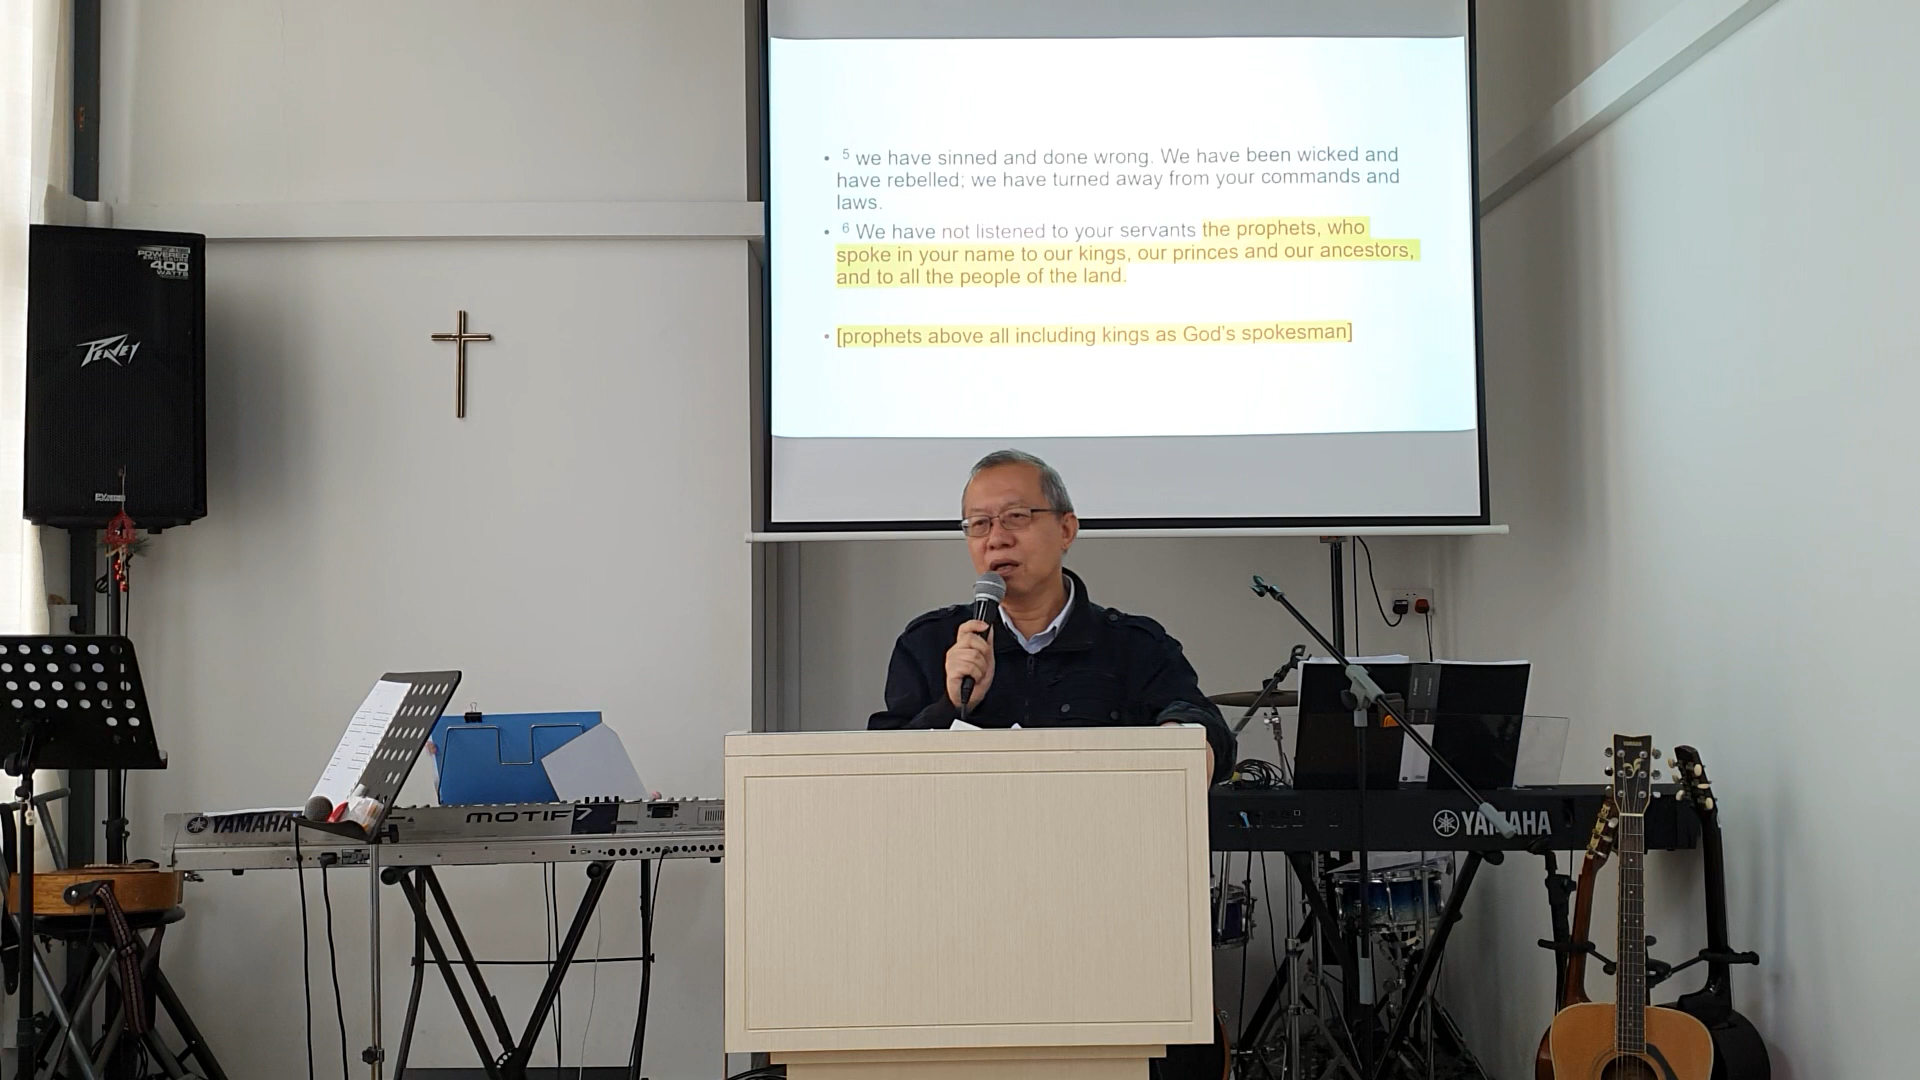 • 5 we have sinned and done wrong. We have been wicked and
have rebelled; we have turned away from your commands and
laws.
• 6 We have not listened to your servants the prophets, who
spoke in your name to our kings, our princes and our ancestors,
and to all the people of the land.
• [prophets above all including kings as God's spokesman]
POWERED
400
WATTS
PEAVEY
YAMAHA
MOTIF 7
YAMAHA